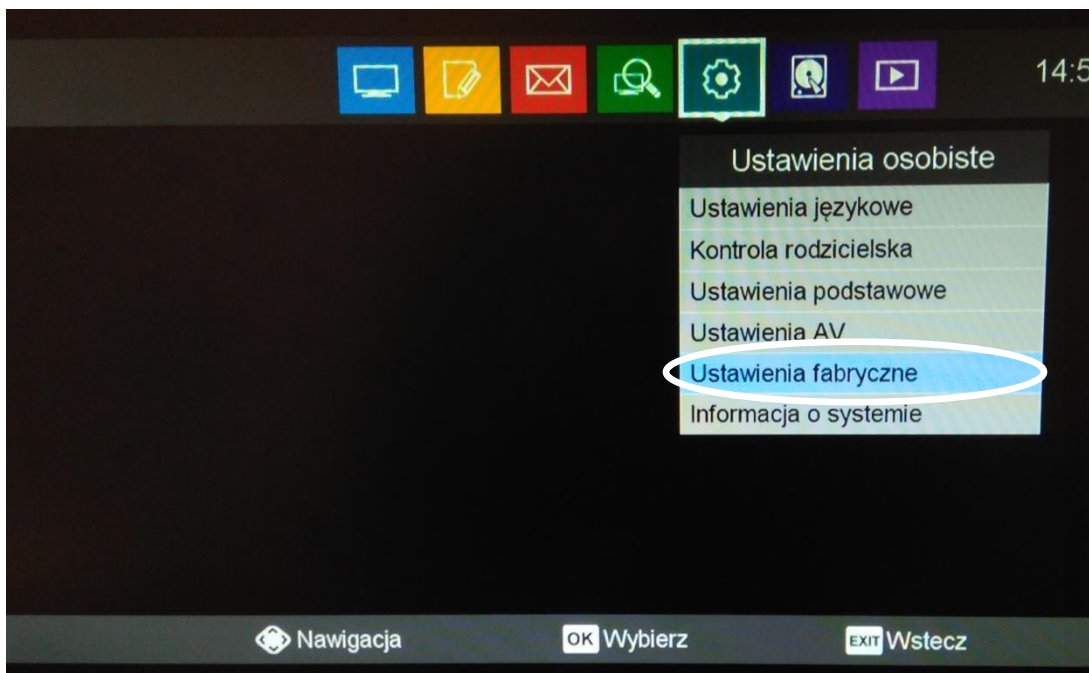 14:5
Ustawienia osobiste
Ustawienia językowe
Kontrola rodzicielska
Ustawienia podstawowe
Ustawienia AV
Ustawienia fabryczne
Informacja o systemie
Nawigacja OK Wybierz EXIT Wstecz